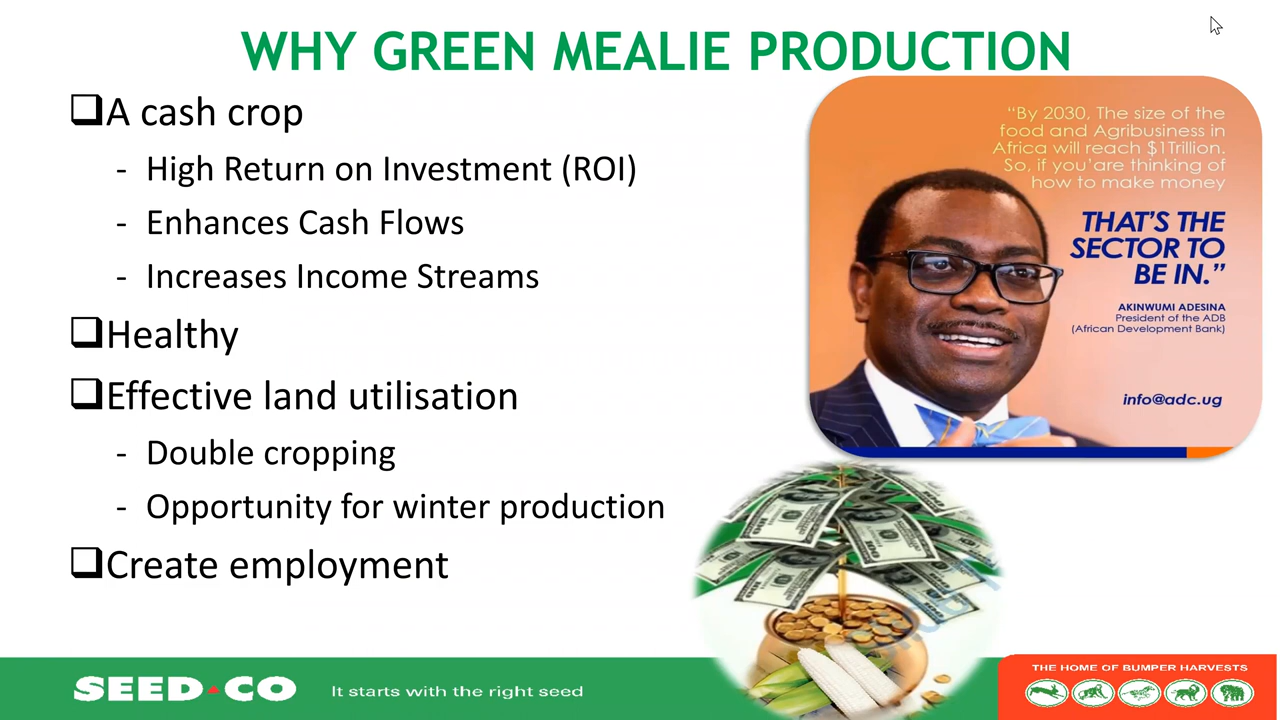 WHY GREEN MEALIE PRODUCTION
❑A cash crop
- High Return on Investment (ROI)
- Enhances Cash Flows
- Increases Income Streams
❑Healthy
❑Effective land utilisation
- Double cropping
- Opportunity for winter production
❑Create employment
“By 2030, The size of the
food and Agribusiness in
Africa will reach $1Trillion.
So, if you’are thinking of
how to make money
THAT’S THE
SECTOR TO
BE IN.”
AKINWUMI ADESINA
President of the ADB
(African Development Bank)
info@adc.ug
SEED CO
It starts with the right seed
THE HOME OF BUMPER HARVESTS